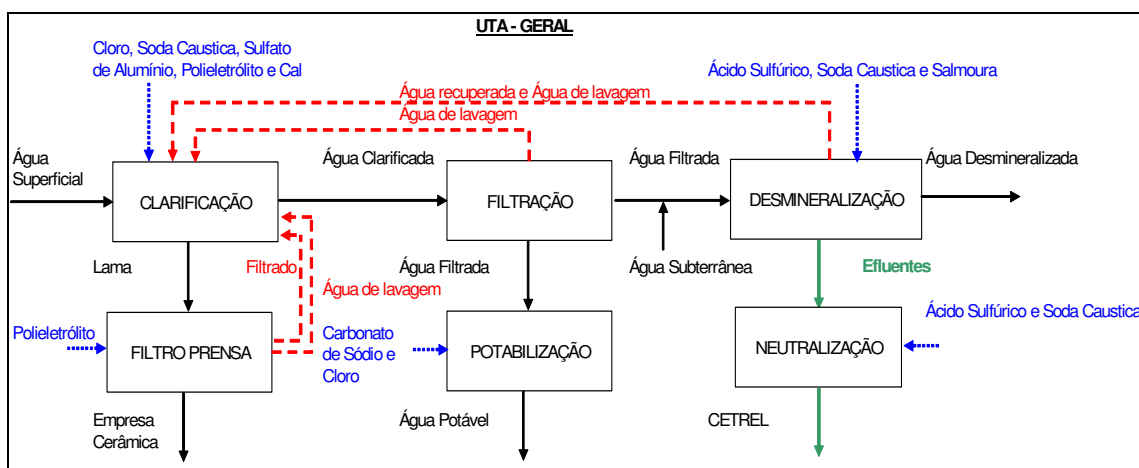 UTA - GERAL
Cloro, Soda Caustica, Sulfato
de Alumínio, Polieletrólito e Cal
Ácido Sulfúrico, Soda Caustica e Salmoura
Água recuperada e Água de lavagem
Água de lavagem
Água
Superficial
Água Clarificada
Água Filtrada
Água Desmineralizada
CLARIFICAÇÃO
FILTRAÇÃO
DESMINERALIZAÇÃO
Lama
Filtrado
Água Filtrada
Água Subterrânea
Efluentes
Água de lavagem
Polieletrólito
FILTRO PRENSA
Carbonato
de Sódio e
Cloro
POTABILIZAÇÃO
NEUTRALIZAÇÃO
Ácido Sulfúrico e Soda Caustica
Empresa
Cerâmica
Água Potável
CETREL